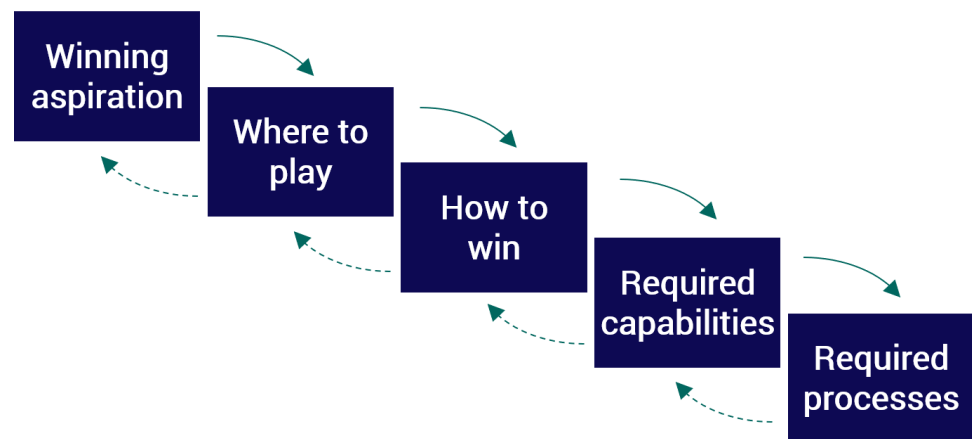 Winning
aspiration
Where to
play
How to
win
Required
capabilities
Required
processes